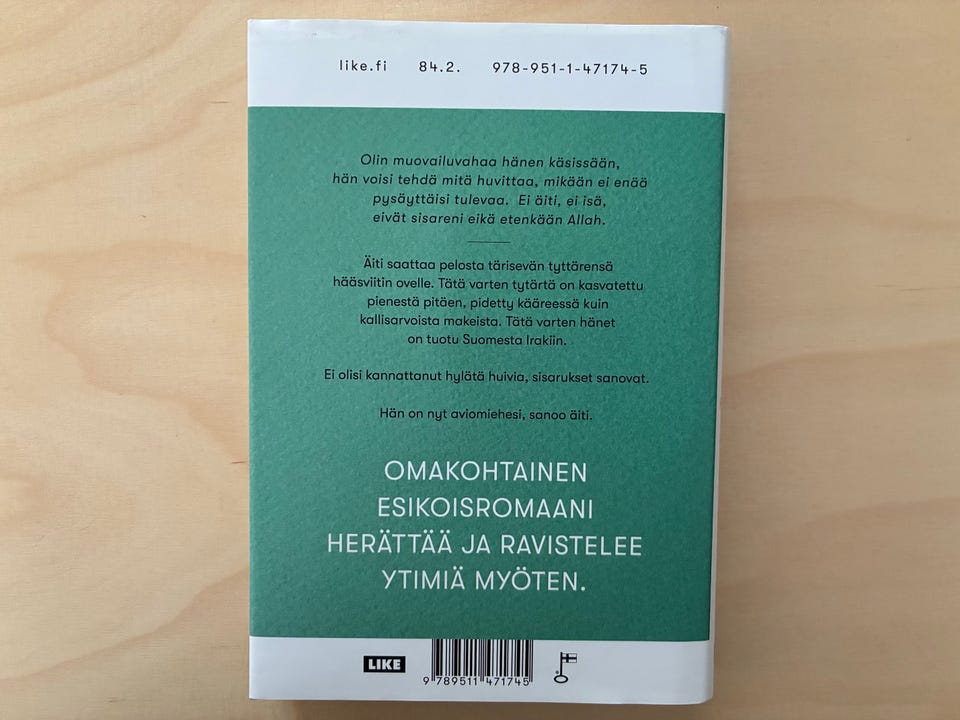 like.fi 84.2. 978-951-1-47174-5
Olin muovailuvahaa hänen käsissään,
hän voisi tehdä mitä huvittaa, mikään ei enää
pysäyttäisi tulevaa. Ei äiti, ei isä,
eivät sisareni eikä etenkään Allah.
Äiti saattaa pelosta tärisevän tyttärensä
hääsviitin ovelle. Tätä varten tytärtä on kasvatettu
pienestä pitäen, pidetty kääreessä kuin
kallisarvoista makeista. Tätä varten hänet
on tuotu Suomesta Irakiin.
Ei olisi kannattanut hylätä huivia, sisarukset sanovat.
Hän on nyt aviomiehesi, sanoo äiti.
OMAKOHTAINEN
ESIKOISROMAANI
HERÄTTÄÄ JA RAVISTELEE
YTIMIÄ MYÖTEN.
LIKE
9 789511 471745